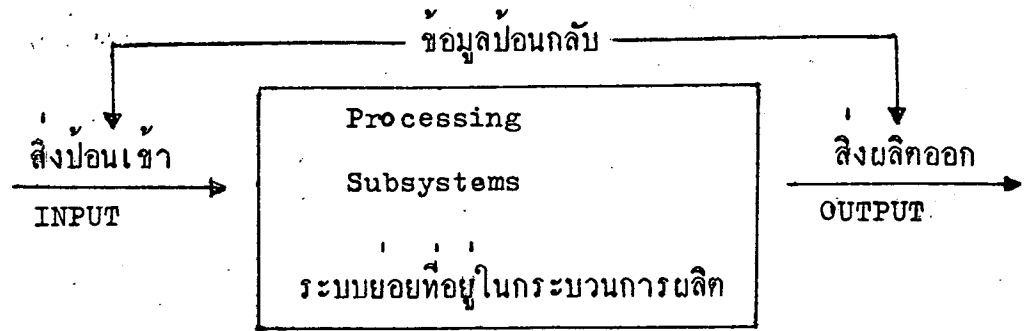 ข้อมูลป้อนกลับ
สิ่งป้อนเข้า
INPUT
Processing
Subsystems
ระบบย่อยที่อยู่ในกระบวนการผลิต
สิ่งผลิตออก
OUTPUT